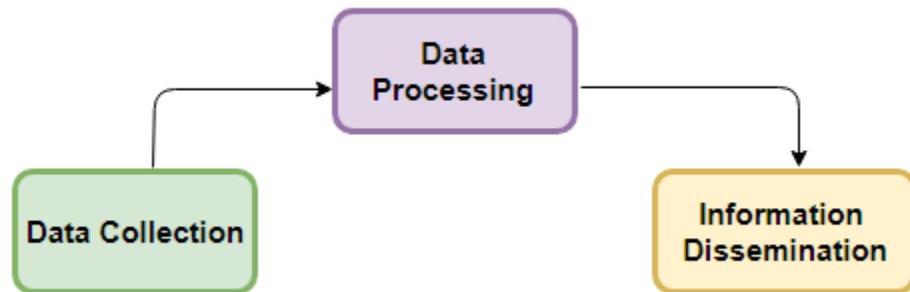 Data
Processing
Data Collection
Information
Dissemination